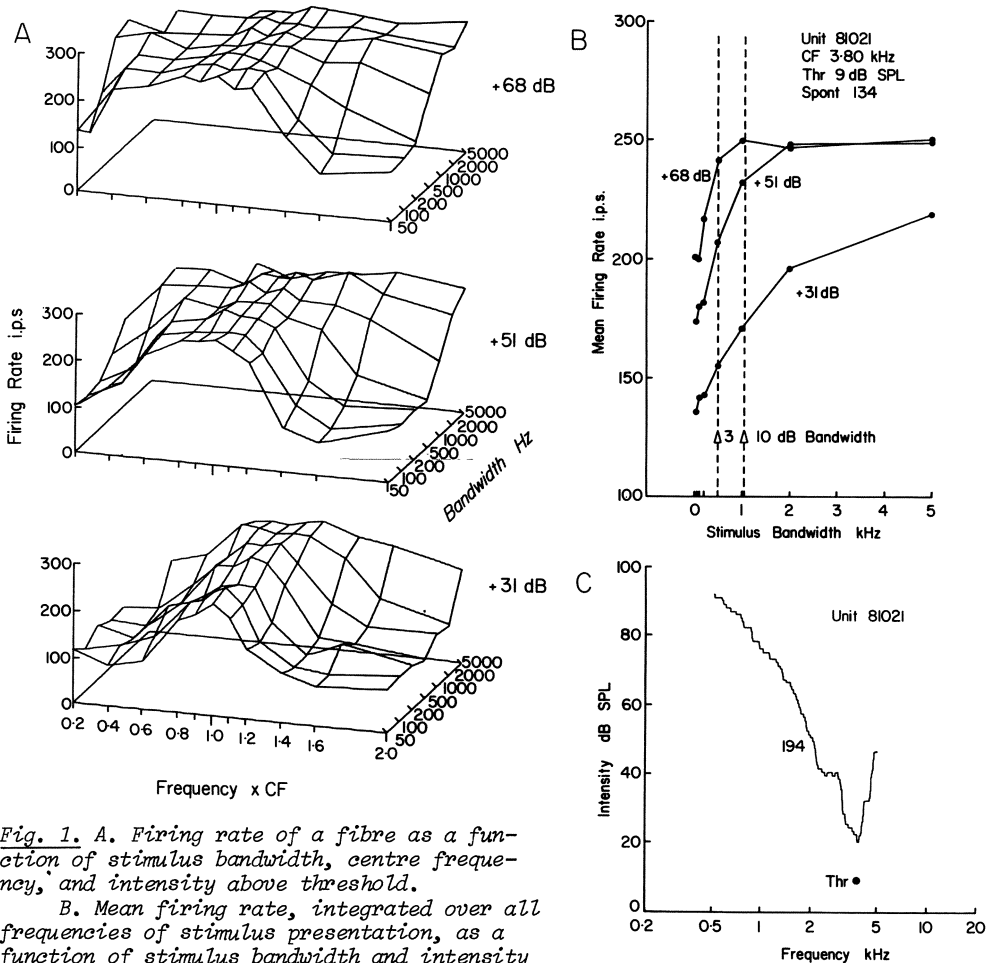 A
300
200
100
0
+68 dB
5000
2000
1000
500
200
100
50
Firing Rate i.p.s
300
200
100
0
+51 dB
5000
2000
1000
500
200
100
50
Bandwidth Hz
300
200
100
0
+31 dB
5000
2000
1000
500
200
100
50
0·2 0·4 0·6 0·8 1·0 1·2 1·4 1·6 2·0
Frequency x CF
B
Unit 81021
CF 3·80 kHz
Thr 9 dB SPL
Spont 134
Mean Firing Rate i.p.s.
300
250
200
150
100
+68 dB
+51 dB
+31 dB
3 10 dB Bandwidth
0 1 2 3 4 5
Stimulus Bandwidth kHz
C
Unit 81021
Intensity dB SPL
100
80
60
40
20
0
194
Thr
0·2 0·5 1 2 5 10 20
Frequency kHz
Fig. 1. A. Firing rate of a fibre as a fun-
ction of stimulus bandwidth, centre freque-
ncy, and intensity above threshold.
B. Mean firing rate, integrated over all
frequencies of stimulus presentation, as a
function of stimulus bandwidth and intensity